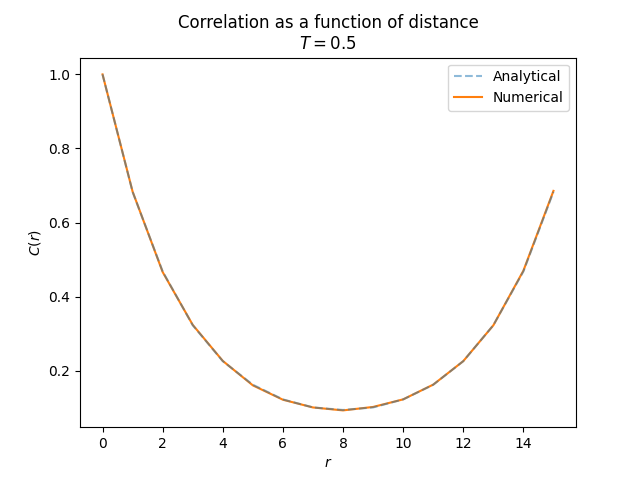 Correlation as a function of distance
T = 0.5
Analytical
Numerical
1.0
0.8
0.6
0.4
0.2
C(r)
0 2 4 6 8 10 12 14
r